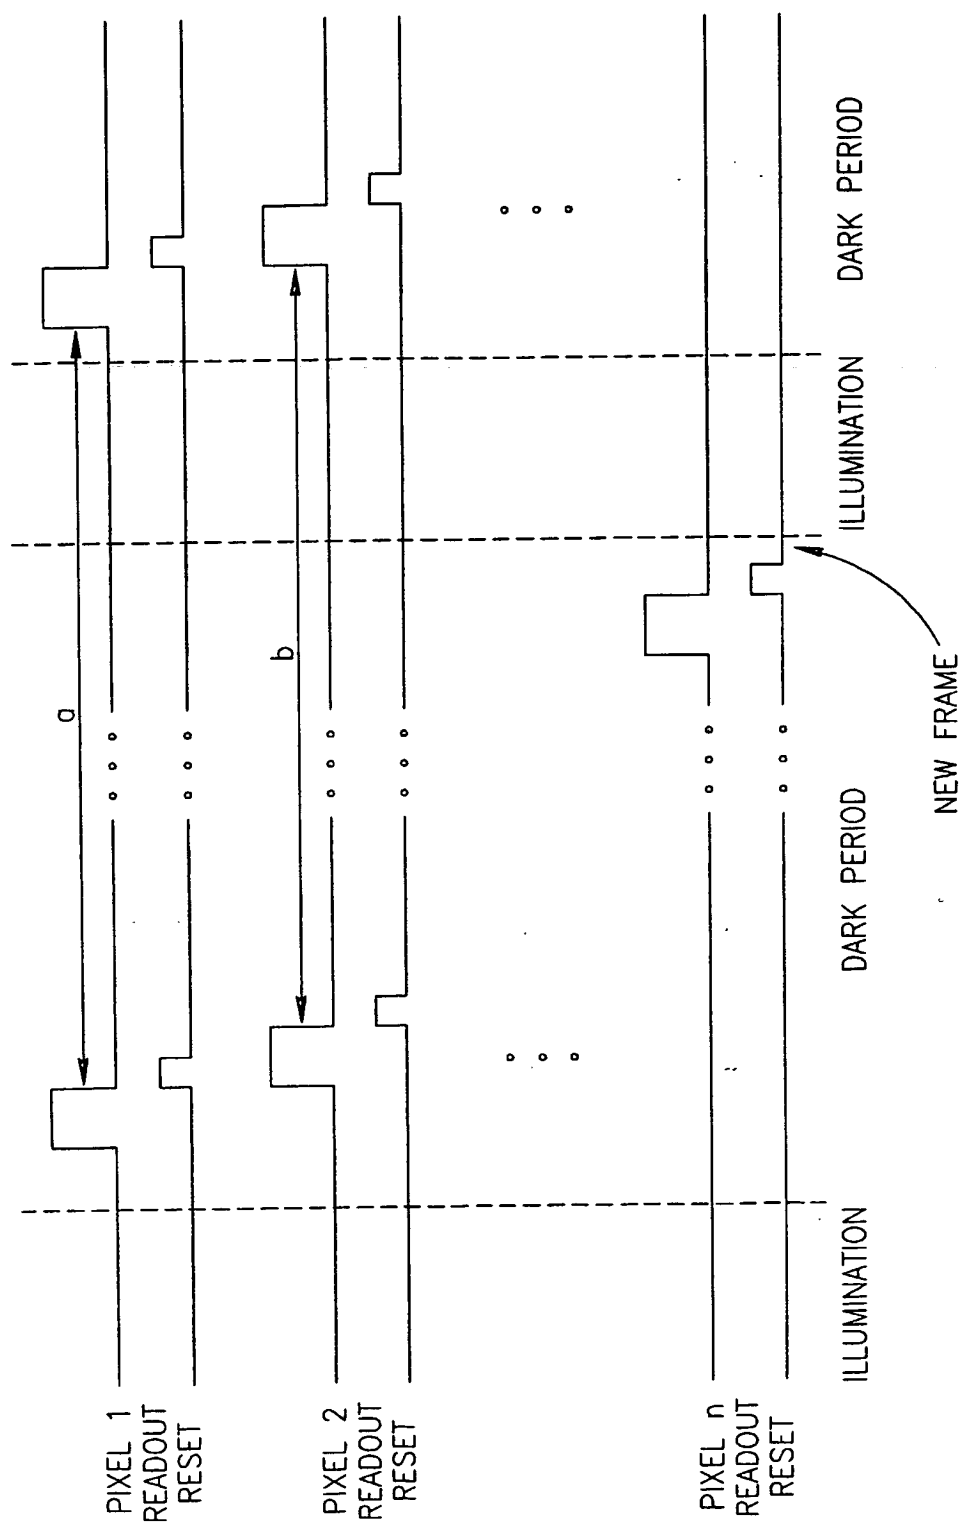 PIXEL 1
READOUT
RESET
a
PIXEL 2
READOUT
RESET
b
PIXEL n
READOUT
RESET
ILLUMINATION
DARK PERIOD
ILLUMINATION
DARK PERIOD
NEW FRAME